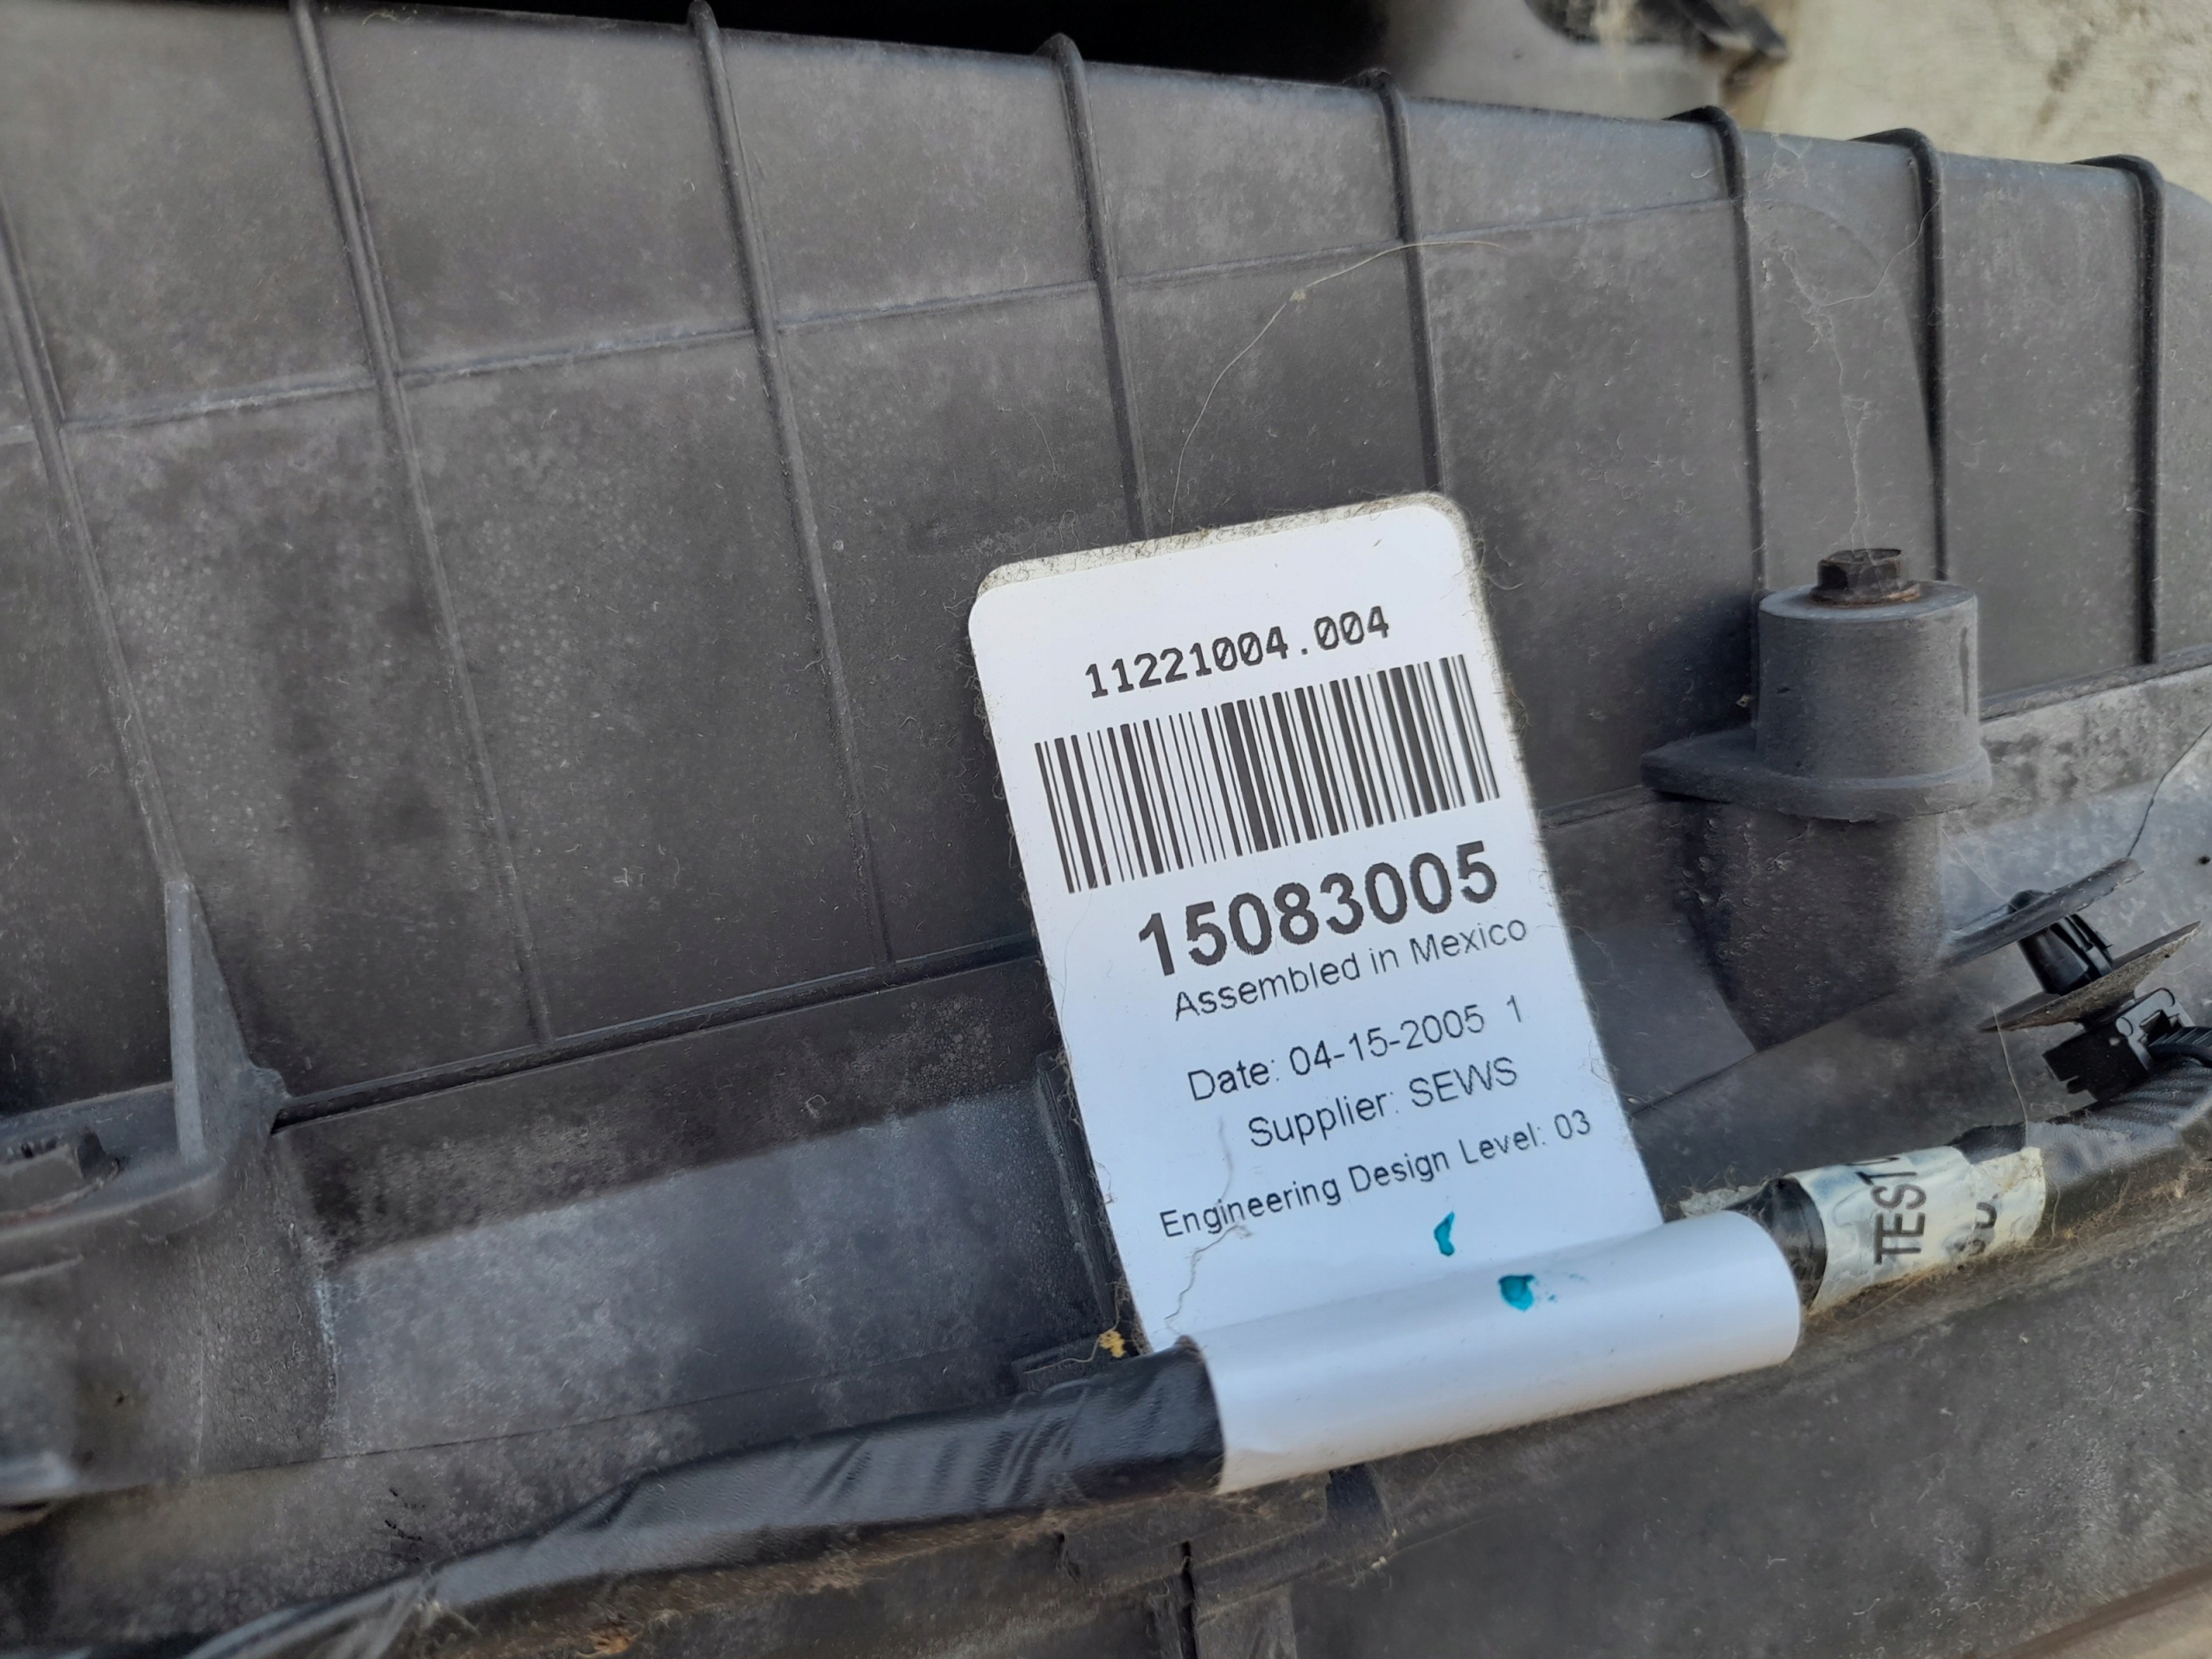 11221004.004
15083005
Assembled in Mexico
Date: 04-15-2005 1
Supplier: SEWS
Engineering Design Level: 03